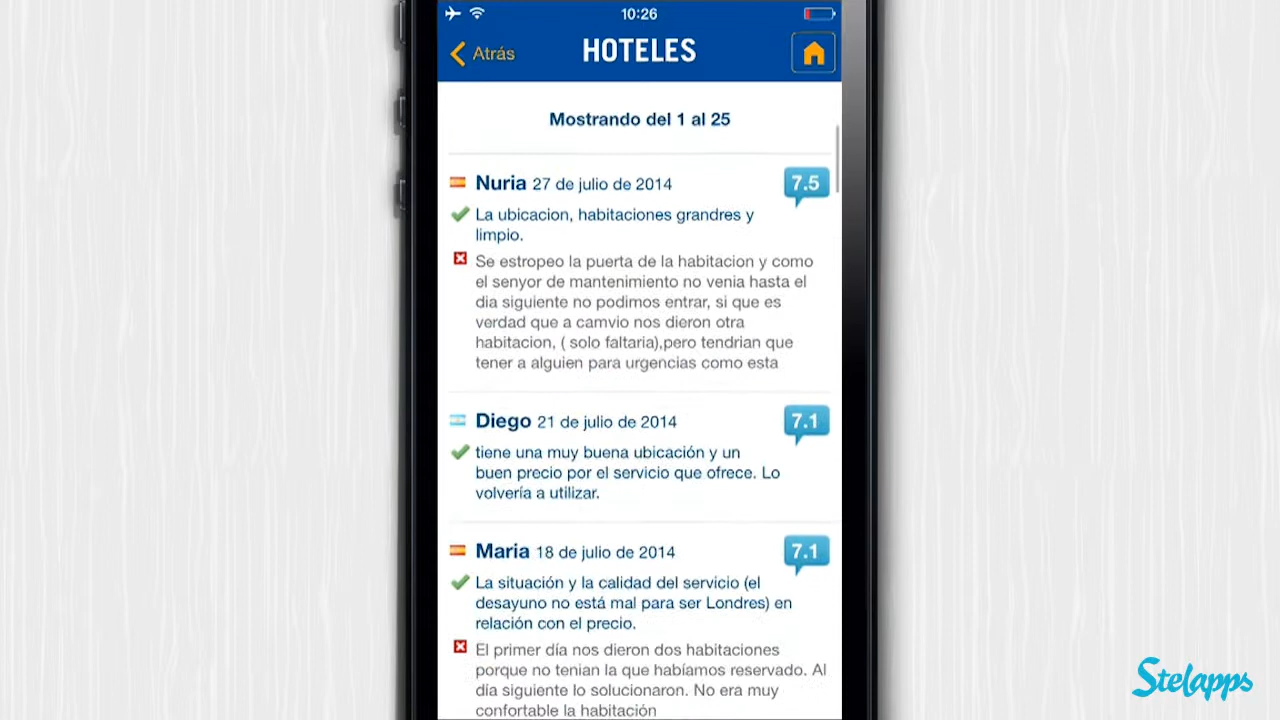 10:26
Atrás
HOTELES
Mostrando del 1 al 25
Nuria 27 de julio de 2014
7.5
La ubicacion, habitaciones grandres y
limpio.
Se estropeo la puerta de la habitacion y como
el senyor de mantenimiento no venia hasta el
dia siguiente no podimos entrar, si que es
verdad que a camvio nos dieron otra
habitacion, ( solo faltaria),pero tendrian que
tener a alguien para urgencias como esta
Diego 21 de julio de 2014
7.1
tiene una muy buena ubicación y un
buen precio por el servicio que ofrece. Lo
volvería a utilizar.
Maria 18 de julio de 2014
7.1
La situación y la calidad del servicio (el
desayuno no está mal para ser Londres) en
relación con el precio.
El primer día nos dieron dos habitaciones
porque no tenian la que habíamos reservado. Al
día siguiente lo solucionaron. No era muy
confortable la habitación
Stelapps